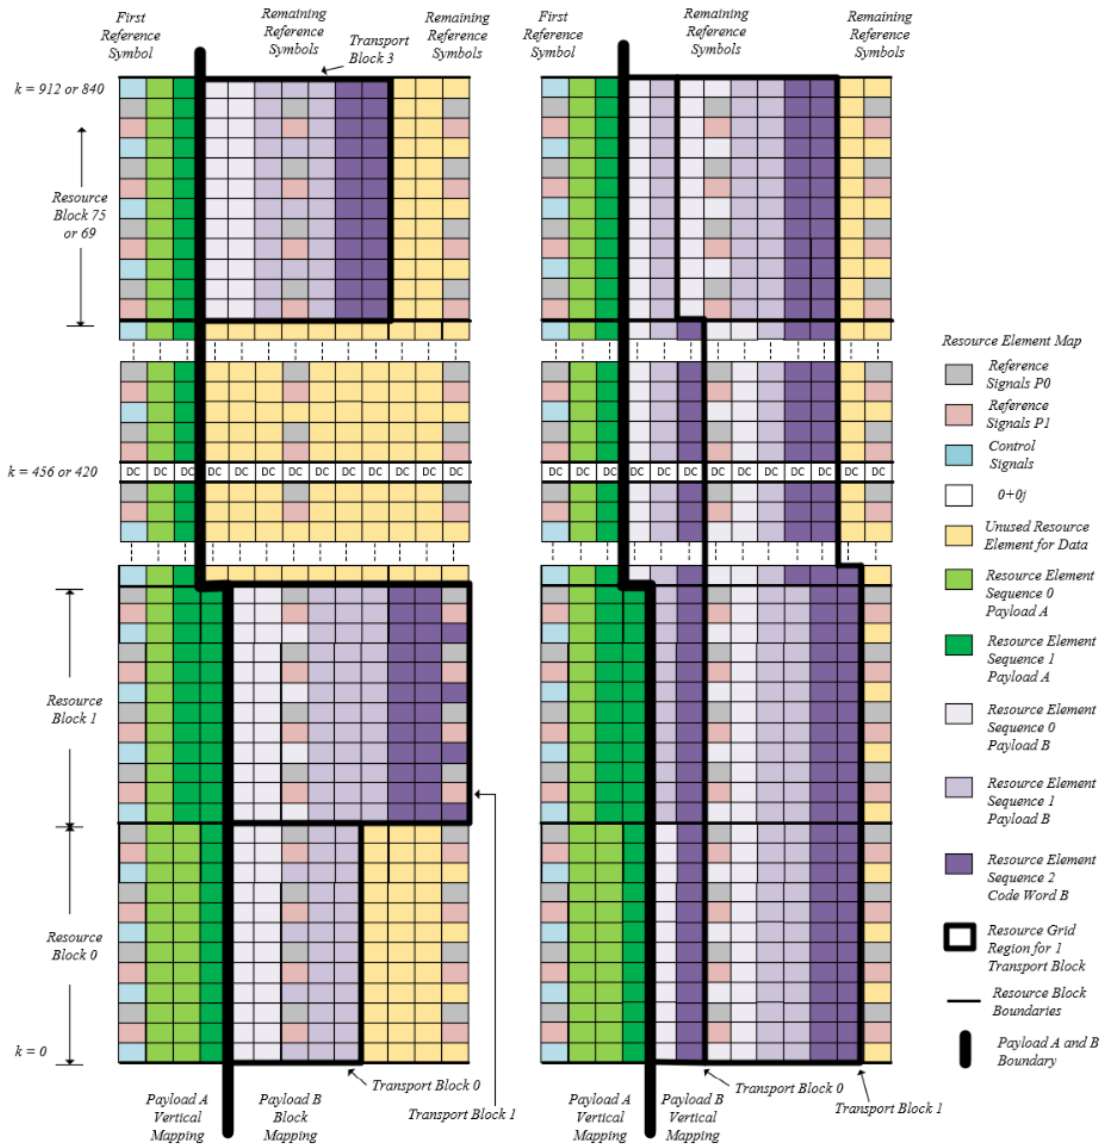 First
Reference
Symbol
Remaining
Reference
Symbols
Transport
Block 3
Remaining
Reference
Symbols
First
Reference
Symbol
Remaining
Reference
Symbols
Remaining
Reference
Symbols
k = 912 or 840
Resource
Block 75
or 69
k = 456 or 420
DC DC DC DC DC DC DC DC DC DC DC DC DC
DC DC DC DC DC DC DC DC DC DC DC DC DC
Resource
Block 1
Resource
Block 0
k = 0
Payload A
Vertical
Mapping
Payload B
Block
Mapping
Transport Block 0
Transport Block 1
Payload A
Vertical
Mapping
Payload B
Vertical
Mapping
Transport Block 0
Transport Block 1
Resource Element Map
Reference
Signals P0
Reference
Signals P1
Control
Signals
0+0j
Unused Resource
Element for Data
Resource Element
Sequence 0
Payload A
Resource Element
Sequence 1
Payload A
Resource Element
Sequence 0
Payload B
Resource Element
Sequence 1
Payload B
Resource Element
Sequence 2
Code Word B
Resource Grid
Region for 1
Transport Block
Resource Block
Boundaries
Payload A and B
Boundary